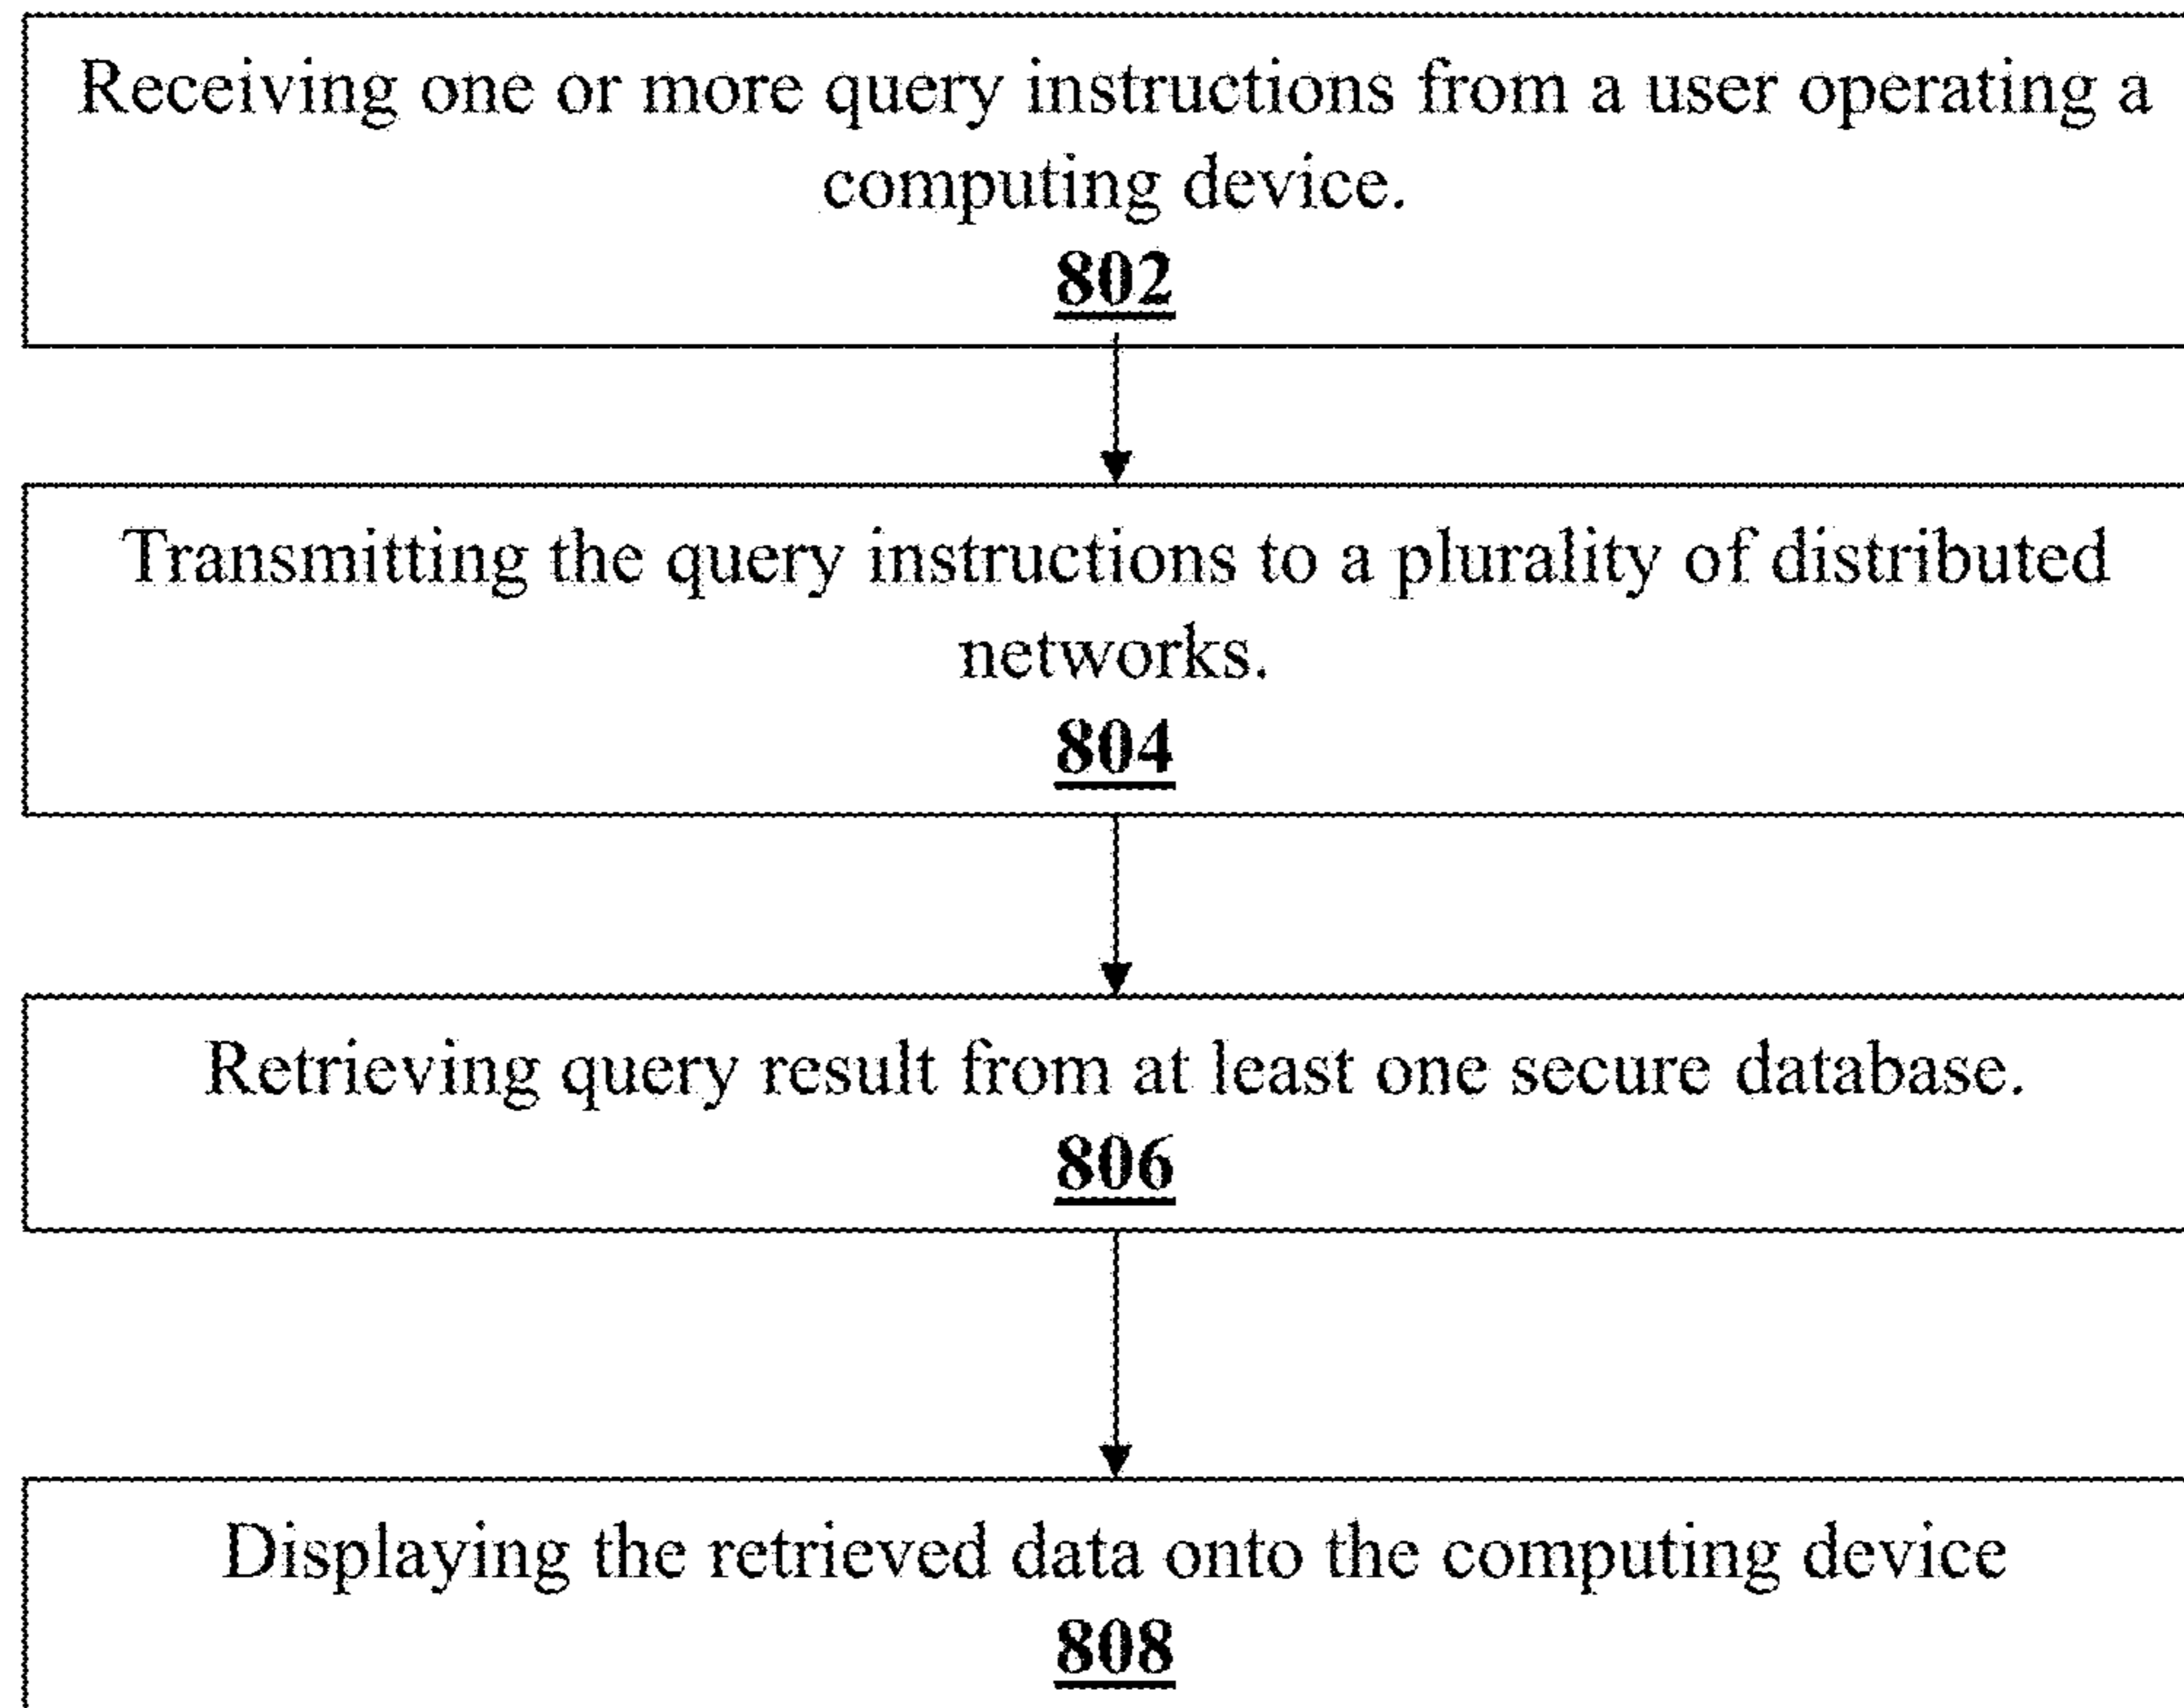 Receiving one or more query instructions from a user operating a
computing device.
802
Transmitting the query instructions to a plurality of distributed
networks.
804
Retrieving query result from at least one secure database.
806
Displaying the retrieved data onto the computing device
808